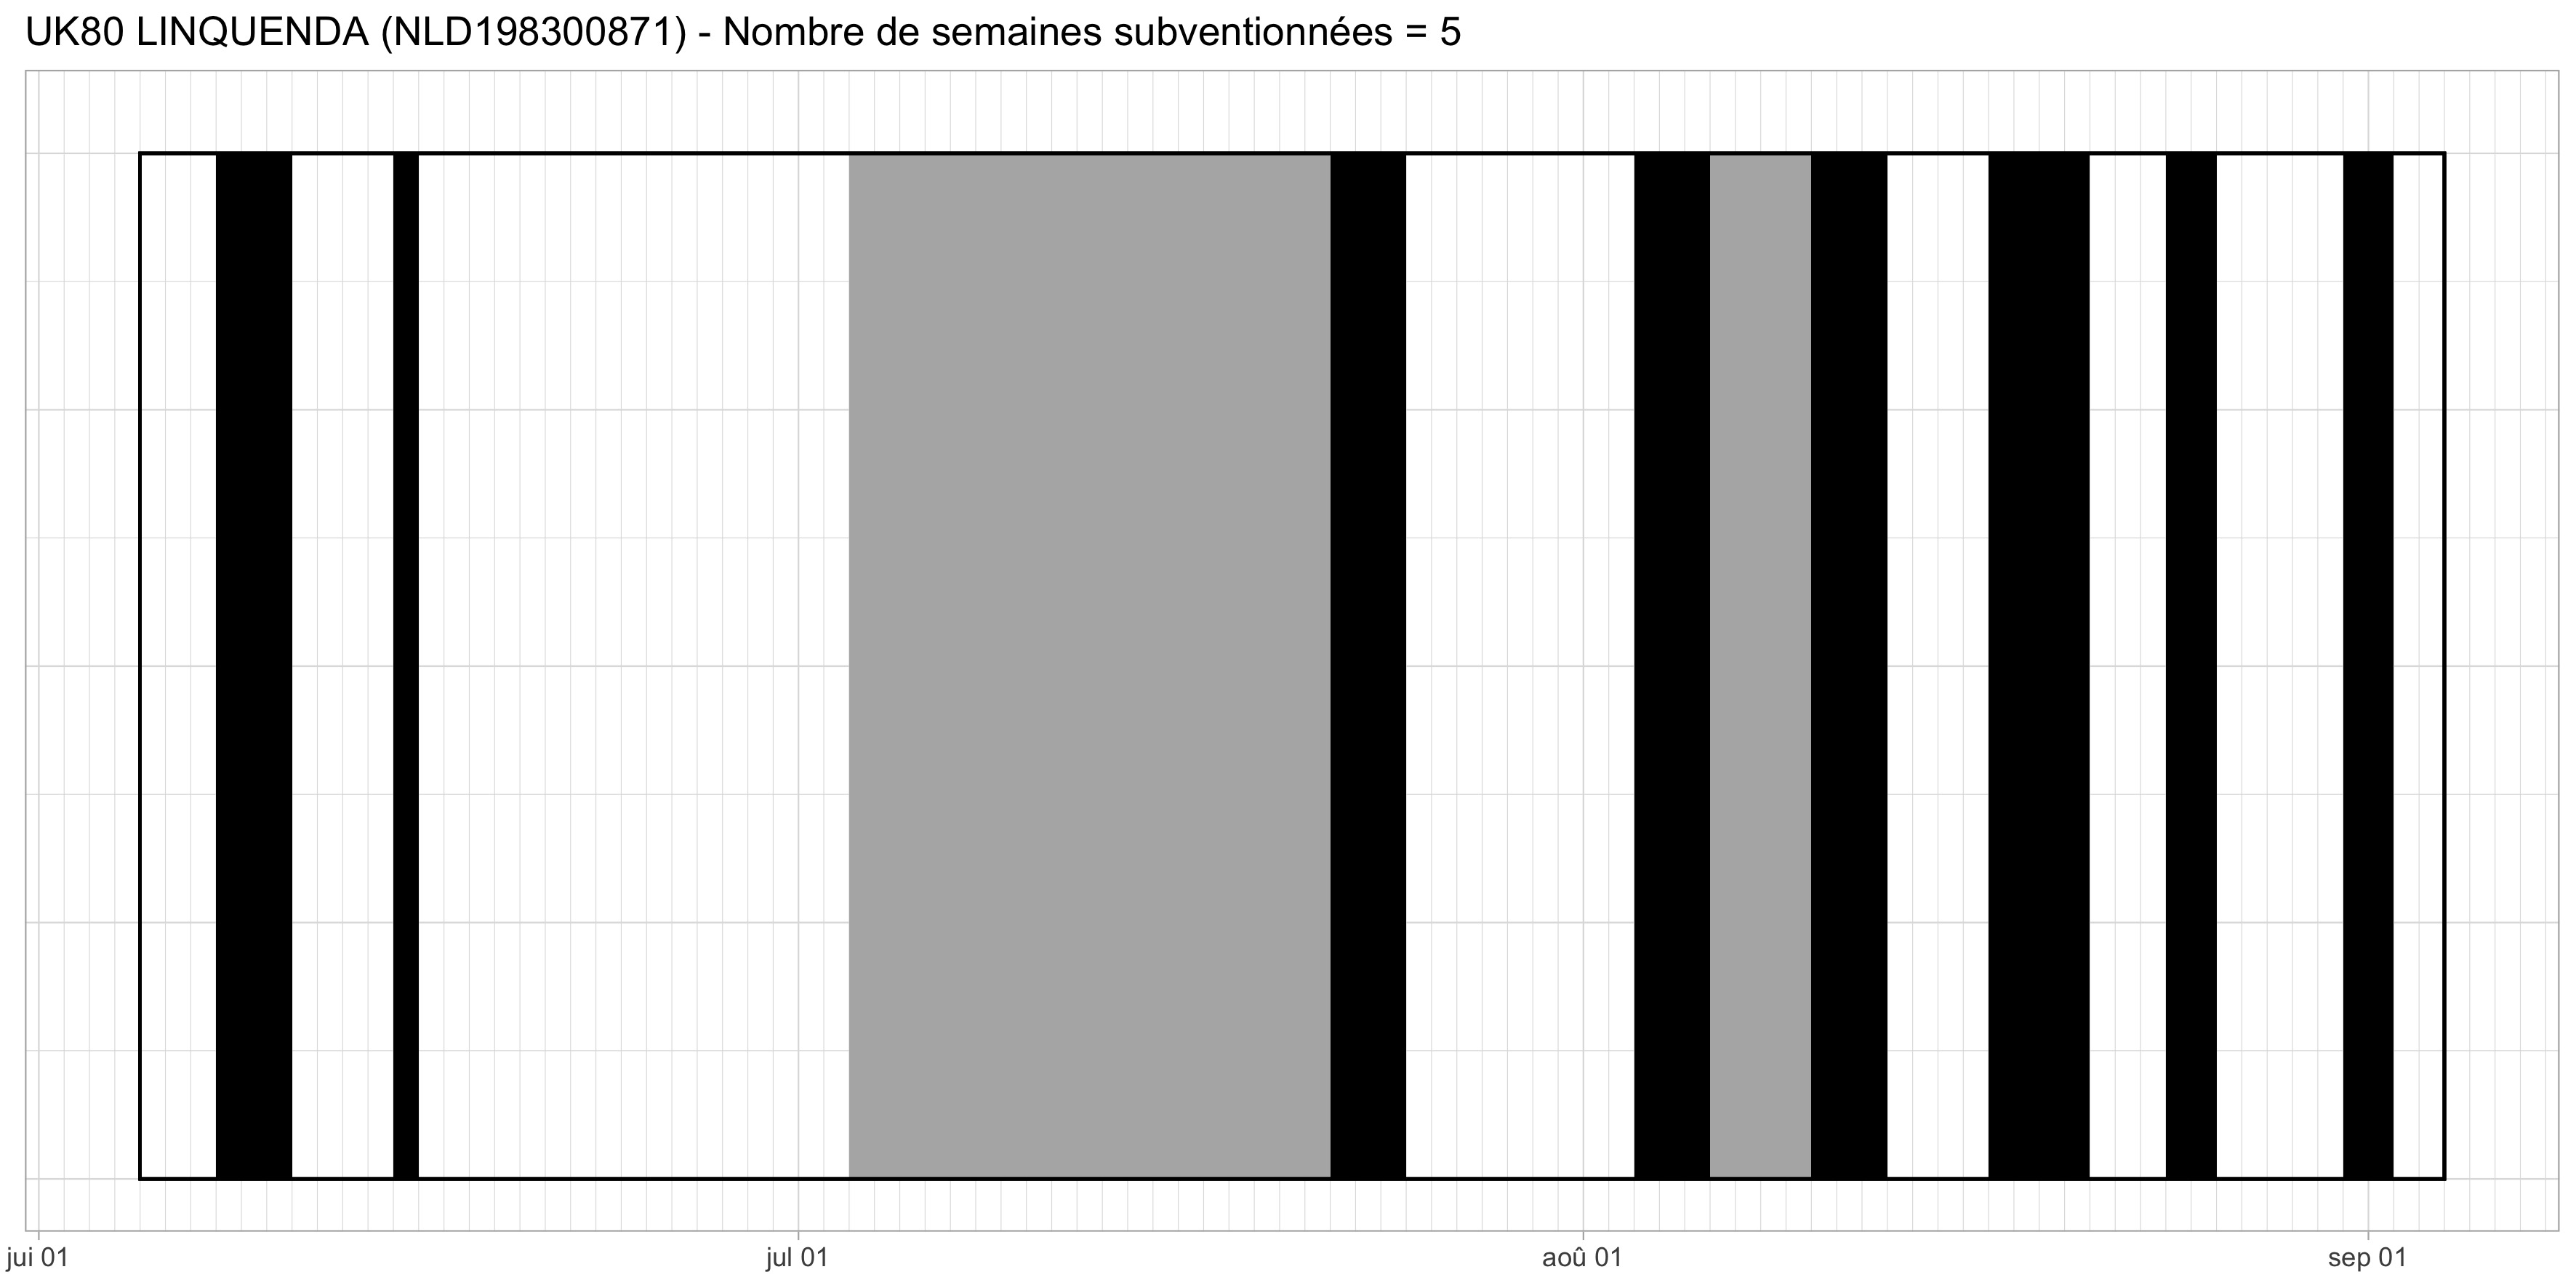 UK80 LINQUENDA (NLD198300871) - Nombre de semaines subventionnées = 5
jui 01
jul 01
aoû 01
sep 01